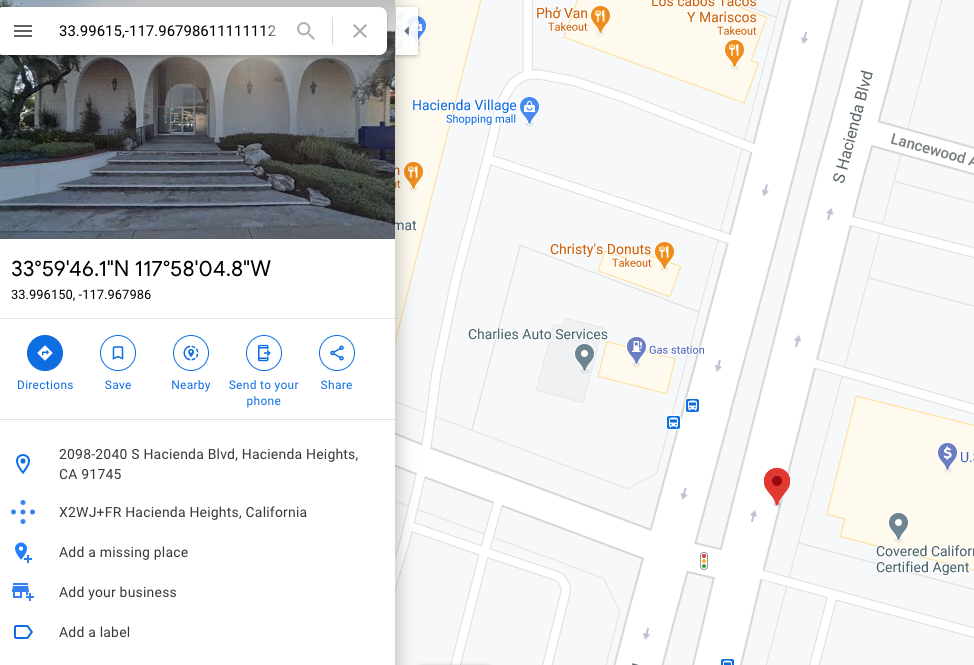 33.99615,-117.9679861111112
33°59'46.1"N 117°58'04.8"W
33.996150, -117.967986
Directions
Save
Nearby
Send to your
phone
Share
2098-2040 S Hacienda Blvd, Hacienda Heights,
CA 91745
X2WJ+FR Hacienda Heights, California
Add a missing place
Add your business
Add a label
Phở Van
Takeout
Los cabos Tacos
Y Mariscos
Takeout
Hacienda Village
Shopping mall
S Hacienda Blvd
Lancewood A
mat
Christy's Donuts
Takeout
Charlies Auto Services
Gas station
U.S
Covered Califor
Certified Agent